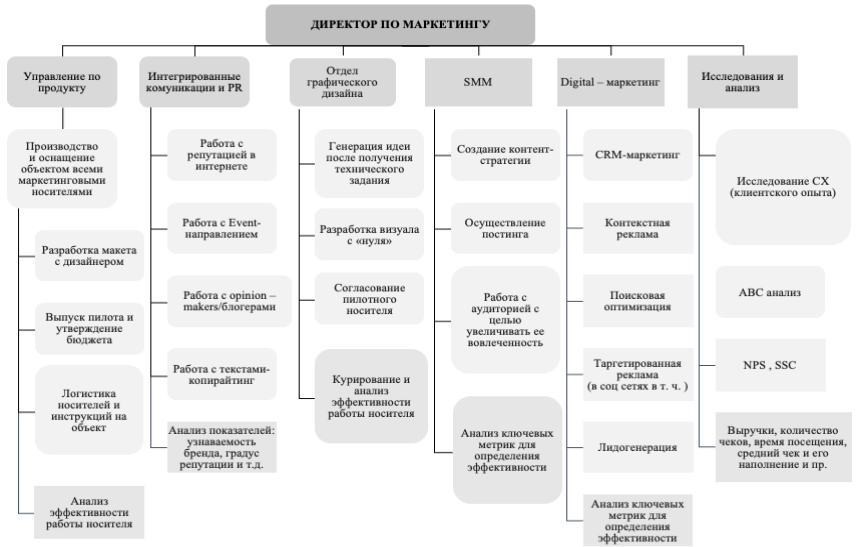 ДИРЕКТОР ПО МАРКЕТИНГУ
Управление по
продукту
Производство
и оснащение
объектом всеми
маркетинговыми
носителями
Разработка макета
с дизайнером
Выпуск пилота и
утверждение
бюджета
Логистика
носителей и
инструкций на
объект
Анализ
эффективности
работы носителя
Интегрированные
комуникации и PR
Работа с
репутацией в
интернете
Работа с Event-
направлением
Работа с opinion –
makers/блогерами
Работа с текстами-
копирайтинг
Анализ показателей:
узнаваемость
бренда, градус
репутации и т.д.
Отдел
графического
дизайна
Генерация идеи
после получения
технического
задания
Разработка визуала
с «нуля»
Согласование
пилотного
носителя
Курирование и
анализ
эффективности
работы носителя
SMM
Создание контент-
стратегии
Осуществление
постинга
Работа с
аудиторией с
целью
увеличивать ее
вовлеченность
Анализ ключевых
метрик для
определения
эффективности
Digital – маркетинг
CRM-маркетинг
Контекстная
реклама
Поисковая
оптимизация
Таргетированная
реклама
(в соц сетях в т. ч. )
Лидогенерация
Анализ ключевых
метрик для
определения
эффективности
Исследования и
анализ
Исследование CX
(клиентского опыта)
ABC анализ
NPS , SSC
Выручки, количество
чеков, время посещения,
средний чек и его
наполнение и пр.